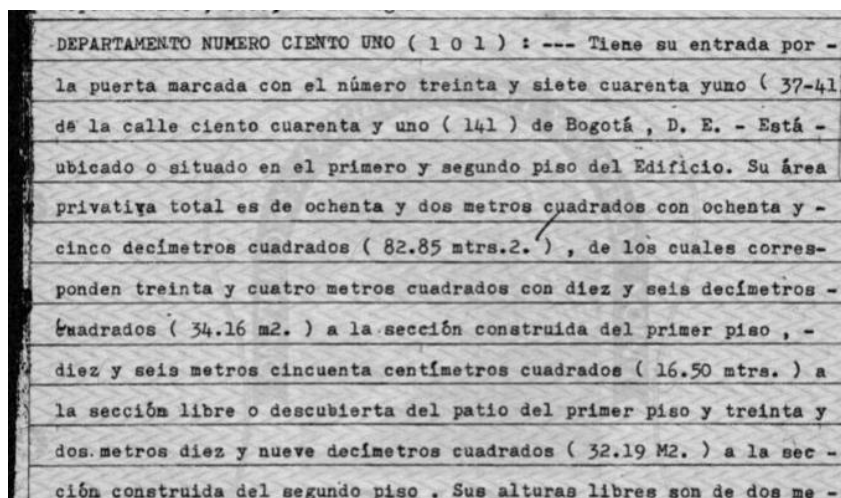 DEPARTAMENTO NUMERO CIENTO UNO ( 1 0 1 ) : --- Tiene su entrada por -
la puerta marcada con el número treinta y siete cuarenta yuno ( 37-41
de la calle ciento cuarenta y uno ( 141 ) de Bogotá , D. E. - Está -
ubicado o situado en el primero y segundo piso del Edificio. Su área
privativa total es de ochenta y dos metros cuadrados con ochenta y -
cinco decímetros cuadrados ( 82.85 mtrs.2. ) , de los cuales corres-
ponden treinta y cuatro metros cuadrados con diez y seis decímetros -
cuadrados ( 34.16 m2. ) a la sección construida del primer piso , -
diez y seis metros cincuenta centímetros cuadrados ( 16.50 mtrs. ) a
la sección libre o descubierta del patio del primer piso y treinta y
dos metros diez y nueve decímetros cuadrados ( 32.19 M2. ) a la sec -
ción construida del segundo piso . Sus alturas libres son de dos me -